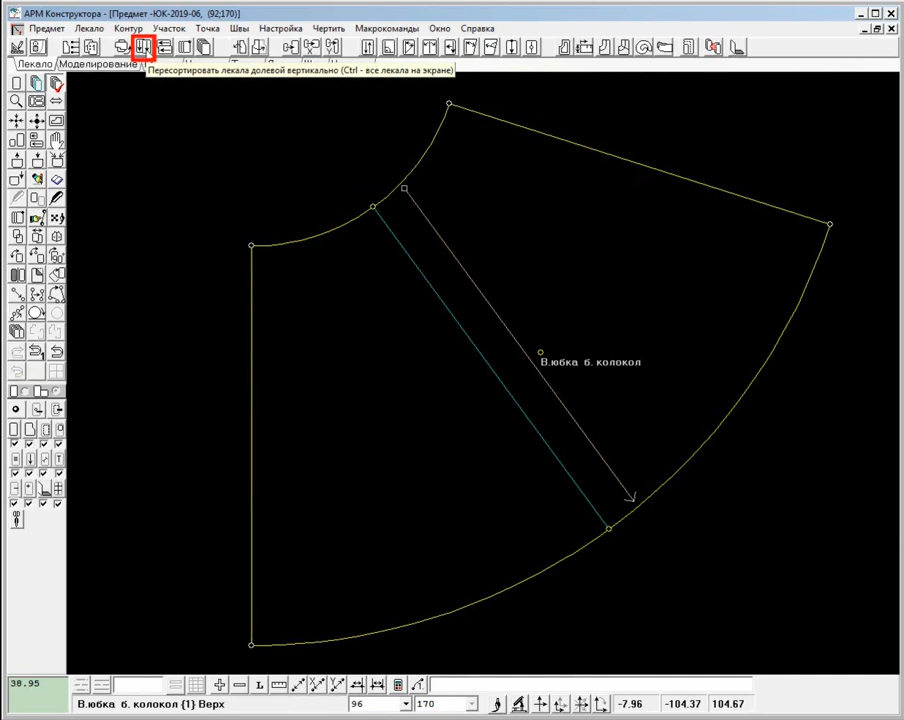 АРМ Конструктора - [Предмет -ЮК-2019-06, (92;170)]
Предмет Лекало Контур Участок Точка Швы Настройка Чертить Макрокоманды Окно Справка
Лекало Моделирование
Пересортировать лекала долевой вертикально (Ctrl - все лекала на экране)
В.юбка б. колокол
38.95
В.юбка б. колокол {1} Верх 96 170 -7.96 -104.37 104.67